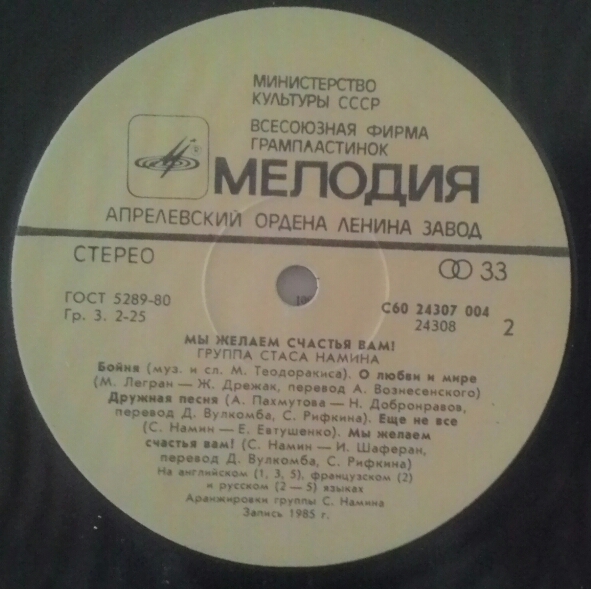 МИНИСТЕРСТВО
КУЛЬТУРЫ СССР
ВСЕСОЮЗНАЯ ФИРМА
ГРАМПЛАСТИНОК
МЕЛОДИЯ
АПРЕЛЕВСКИЙ ОРДЕНА ЛЕНИНА ЗАВОД
СТЕРЕО
33
ГОСТ 5289-80
Гр. 3. 2-25
С60 24307 004
24308
2
МЫ ЖЕЛАЕМ СЧАСТЬЯ ВАМ!
ГРУППА СТАСА НАМИНА
Бойня (муз. и сл. М. Теодоракиса). О любви и мире
(М. Легран — Ж. Дрежак, перевод А. Вознесенского)
Дружная песня (А. Пахмутова — Н. Добронравов,
перевод Д. Вулкомба, С. Рифкина). Еще не все
(С. Намин — Е. Евтушенко). Мы желаем
счастья вам! (С. Намин — И. Шаферан,
перевод Д. Вулкомба, С. Рифкина)
На английском (1, 3, 5), французском (2)
и русском (2 — 5) языках
Аранжировки группы С. Намина
Запись 1985 г.